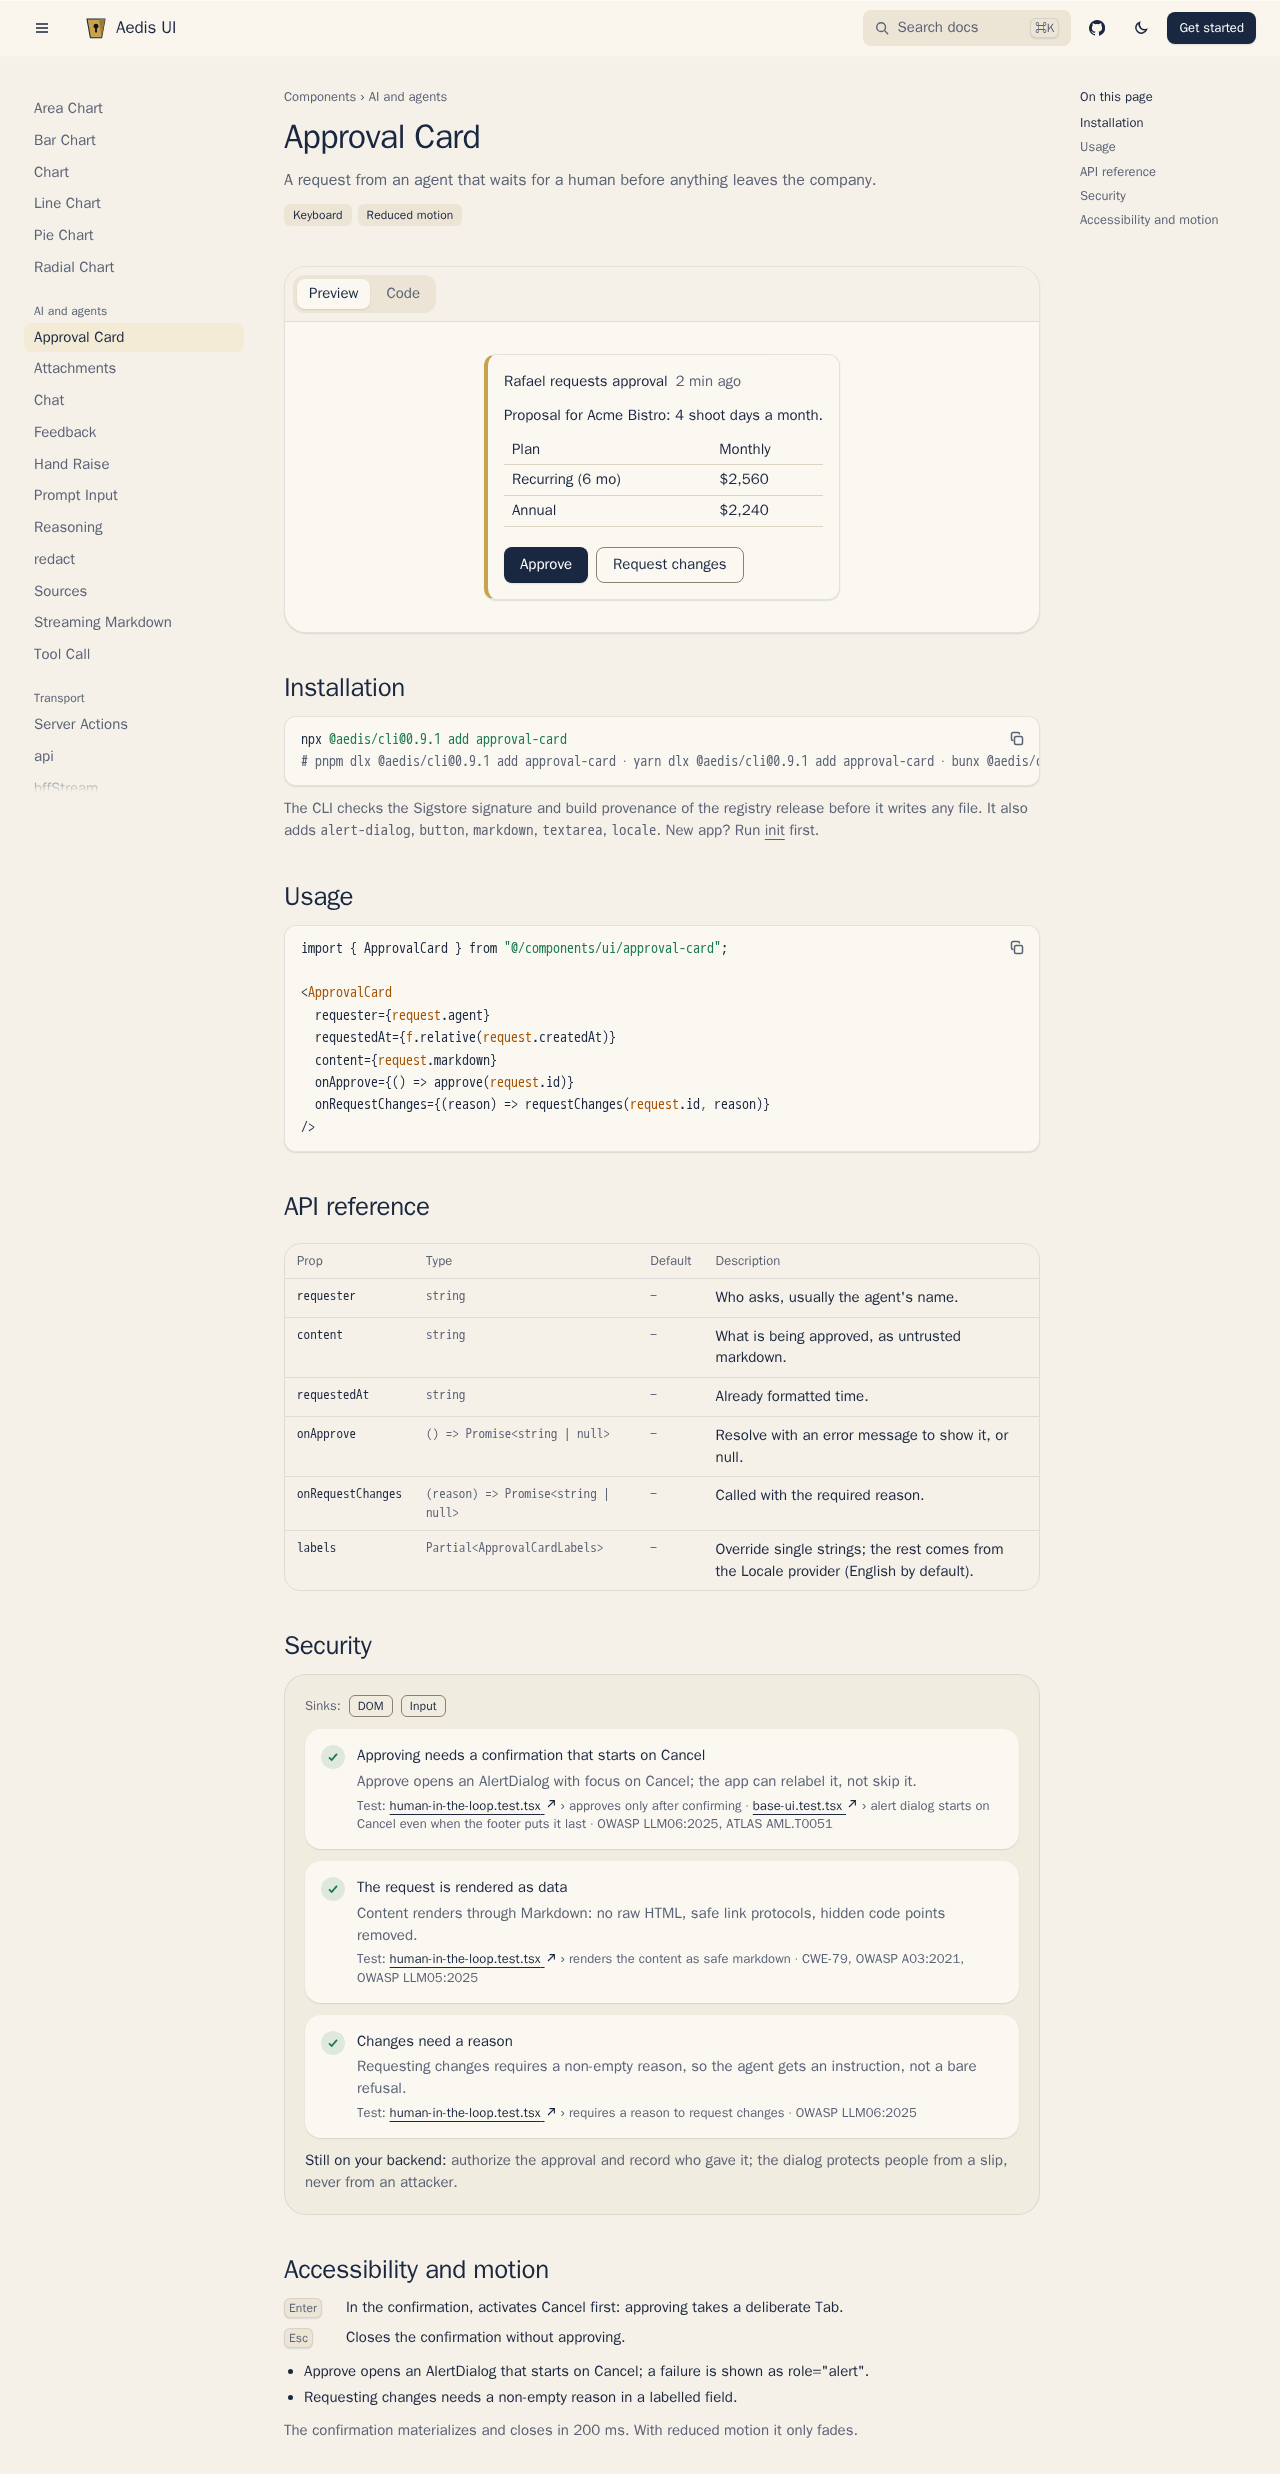 Aedis UI
Search docs
⌘K
Get started
Area Chart
Bar Chart
Chart
Line Chart
Pie Chart
Radial Chart
AI and agents
Approval Card
Attachments
Chat
Feedback
Hand Raise
Prompt Input
Reasoning
redact
Sources
Streaming Markdown
Tool Call
Transport
Server Actions
api
bffStream
Components › AI and agents
Approval Card
A request from an agent that waits for a human before anything leaves the company.
Keyboard
Reduced motion
Preview
Code
Rafael requests approval 2 min ago
Proposal for Acme Bistro: 4 shoot days a month.
Plan Monthly
Recurring (6 mo) $2,560
Annual $2,240
Approve
Request changes
Installation
npx @aedis/cli@0.9.1 add approval-card
# pnpm dlx @aedis/cli@0.9.1 add approval-card · yarn dlx @aedis/cli@0.9.1 add approval-card · bunx @aedis/c
The CLI checks the Sigstore signature and build provenance of the registry release before it writes any file. It also
adds alert-dialog, button, markdown, textarea, locale. New app? Run init first.
Usage
import { ApprovalCard } from "@/components/ui/approval-card";
<ApprovalCard
requester={request.agent}
requestedAt={f.relative(request.createdAt)}
content={request.markdown}
onApprove={() => approve(request.id)}
onRequestChanges={(reason) => requestChanges(request.id, reason)}
/>
API reference
Prop Type Default Description
requester string – Who asks, usually the agent's name.
content string – What is being approved, as untrusted
markdown.
requestedAt string – Already formatted time.
onApprove () => Promise<string | null> – Resolve with an error message to show it, or
null.
onRequestChanges (reason) => Promise<string | – Called with the required reason.
null>
labels Partial<ApprovalCardLabels> – Override single strings; the rest comes from
the Locale provider (English by default).
Security
Sinks: DOM Input
Approving needs a confirmation that starts on Cancel
Approve opens an AlertDialog with focus on Cancel; the app can relabel it, not skip it.
Test: human-in-the-loop.test.tsx ↗ › approves only after confirming · base-ui.test.tsx ↗ › alert dialog starts on
Cancel even when the footer puts it last · OWASP LLM06:2025, ATLAS AML.T0051
The request is rendered as data
Content renders through Markdown: no raw HTML, safe link protocols, hidden code points
removed.
Test: human-in-the-loop.test.tsx ↗ › renders the content as safe markdown · CWE-79, OWASP A03:2021,
OWASP LLM05:2025
Changes need a reason
Requesting changes requires a non-empty reason, so the agent gets an instruction, not a bare
refusal.
Test: human-in-the-loop.test.tsx ↗ › requires a reason to request changes · OWASP LLM06:2025
Still on your backend: authorize the approval and record who gave it; the dialog protects people from a slip,
never from an attacker.
Accessibility and motion
Enter In the confirmation, activates Cancel first: approving takes a deliberate Tab.
Esc Closes the confirmation without approving.
• Approve opens an AlertDialog that starts on Cancel; a failure is shown as role="alert".
• Requesting changes needs a non-empty reason in a labelled field.
The confirmation materializes and closes in 200 ms. With reduced motion it only fades.
On this page
Installation
Usage
API reference
Security
Accessibility and motion